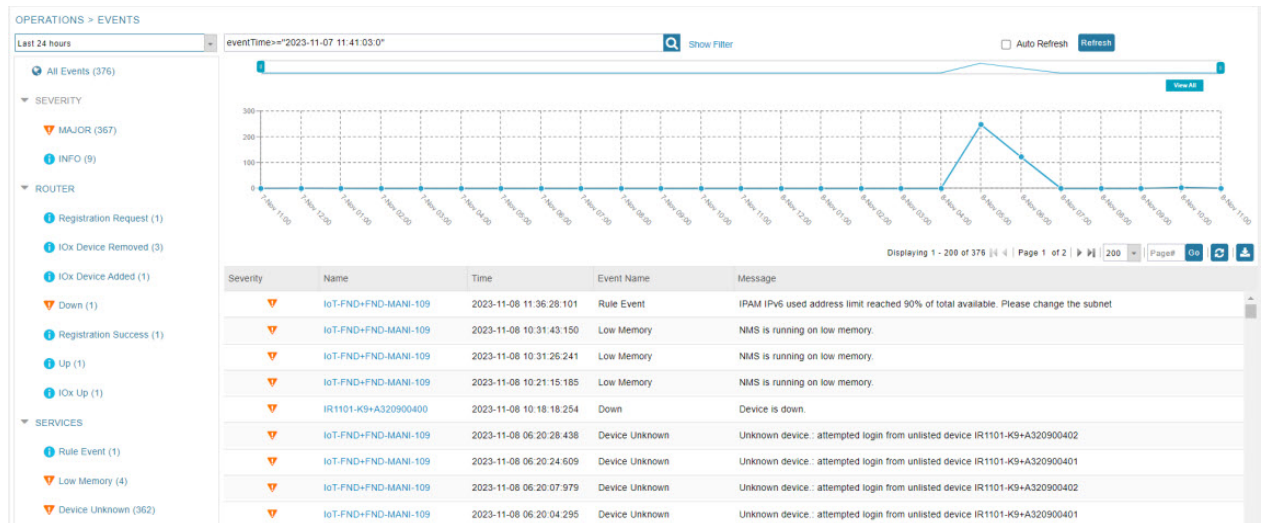 OPERATIONS > EVENTS
Last 24 hours
eventTime>="2023-11-07 11:41:03:0"
Show Filter
Auto Refresh
Refresh
All Events (376)
SEVERITY
MAJOR (367)
INFO (9)
ROUTER
Registration Request (1)
IOx Device Removed (3)
IOx Device Added (1)
Down (1)
Registration Success (1)
Up (1)
IOx Up (1)
SERVICES
Rule Event (1)
Low Memory (4)
Device Unknown (362)
View All
300
200
100
0
7-Nov 11:00
7-Nov 12:00
7-Nov 01:00
7-Nov 02:00
7-Nov 03:00
7-Nov 04:00
7-Nov 05:00
7-Nov 06:00
7-Nov 07:00
7-Nov 08:00
7-Nov 09:00
7-Nov 10:00
7-Nov 11:00
8-Nov 12:00
8-Nov 01:00
8-Nov 02:00
8-Nov 03:00
8-Nov 04:00
8-Nov 05:00
8-Nov 06:00
8-Nov 07:00
8-Nov 08:00
8-Nov 09:00
8-Nov 10:00
8-Nov 11:00
Displaying 1 - 200 of 376 | Page 1 of 2 | 200 Page# Go
Severity Name Time Event Name Message
IoT-FND+FND-MANI-109 2023-11-08 11:36:28:101 Rule Event IPAM IPv6 used address limit reached 90% of total available. Please change the subnet
IoT-FND+FND-MANI-109 2023-11-08 10:31:43:150 Low Memory NMS is running on low memory.
IoT-FND+FND-MANI-109 2023-11-08 10:31:26:241 Low Memory NMS is running on low memory.
IoT-FND+FND-MANI-109 2023-11-08 10:21:15:185 Low Memory NMS is running on low memory.
IR1101-K9+A320900400 2023-11-08 10:18:18:254 Down Device is down.
IoT-FND+FND-MANI-109 2023-11-08 06:20:28:438 Device Unknown Unknown device.: attempted login from unlisted device IR1101-K9+A320900402
IoT-FND+FND-MANI-109 2023-11-08 06:20:24:609 Device Unknown Unknown device.: attempted login from unlisted device IR1101-K9+A320900401
IoT-FND+FND-MANI-109 2023-11-08 06:20:07:979 Device Unknown Unknown device.: attempted login from unlisted device IR1101-K9+A320900402
IoT-FND+FND-MANI-109 2023-11-08 06:20:04:295 Device Unknown Unknown device.: attempted login from unlisted device IR1101-K9+A320900401